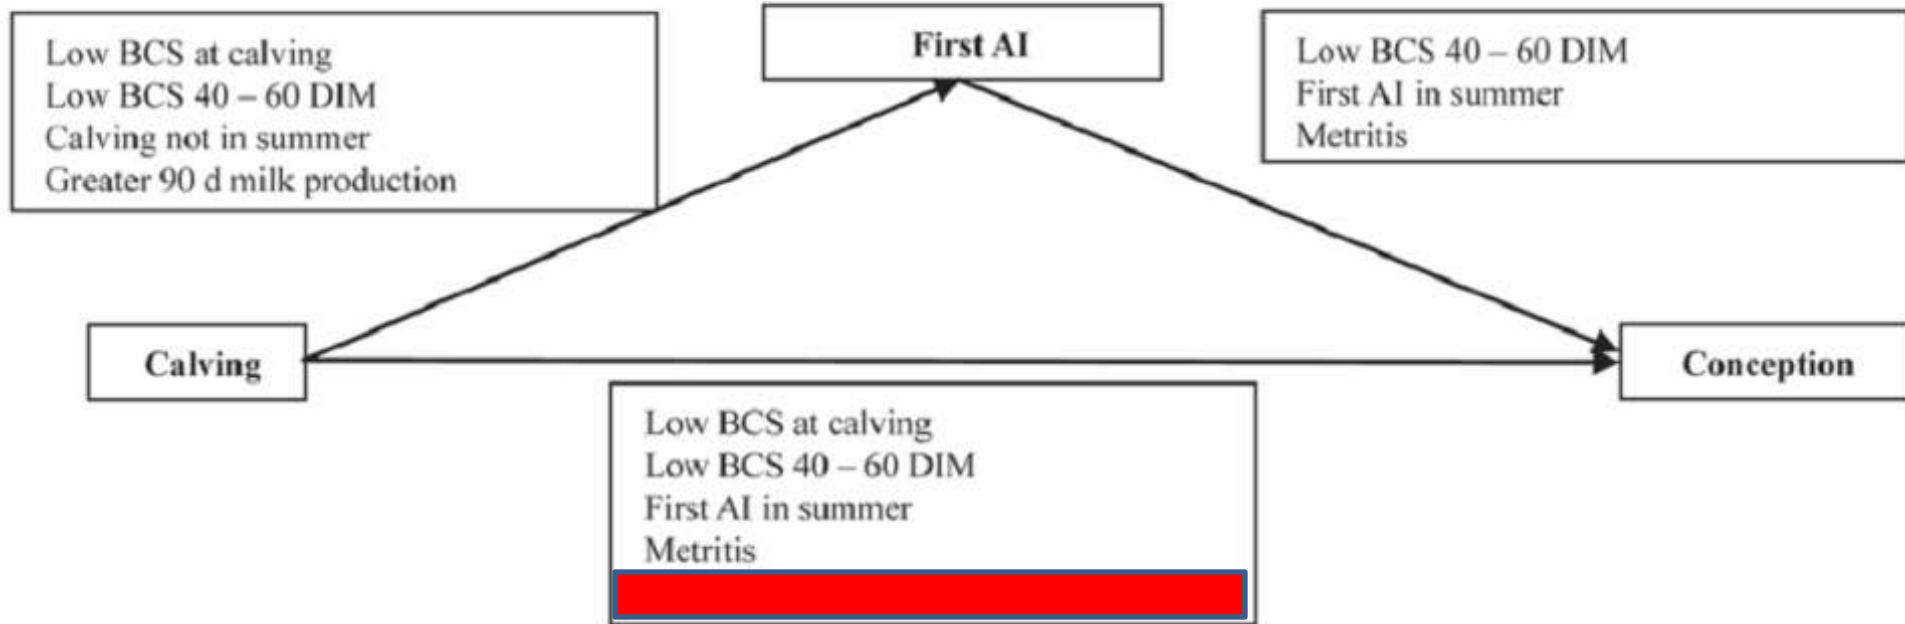 Low BCS at calving
Low BCS 40 – 60 DIM
Calving not in summer
Greater 90 d milk production
First AI
Low BCS 40 – 60 DIM
First AI in summer
Metritis
Calving
Conception
Low BCS at calving
Low BCS 40 – 60 DIM
First AI in summer
Metritis